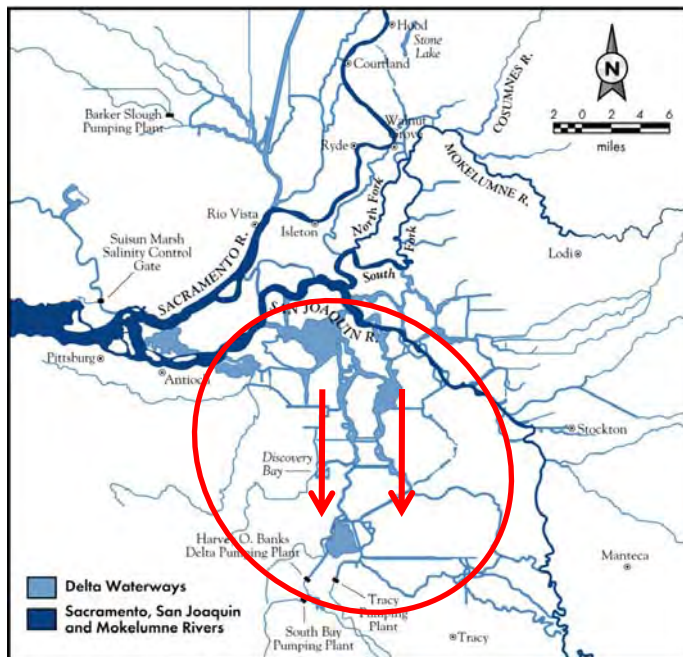 Hood
Stone
Lake
Courtland
Barker Slough
Pumping Plant
Walnut
Grove
Ryde
COSUMNES R.
N
2 0 2 4 6
miles
MOKELUMNE R.
North Fork
Rio Vista
Isleton
South Fork
Lodi
Suisun Marsh
Salinity Control
Gate
SACRAMENTO R.
SAN JOAQUIN R.
Pittsburg
Antioch
Stockton
Discovery
Bay
Harvey O. Banks
Delta Pumping Plant
Manteca
Tracy
Pumping
Plant
South Bay
Pumping Plant
Tracy
Delta Waterways
Sacramento, San Joaquin
and Mokelumne Rivers